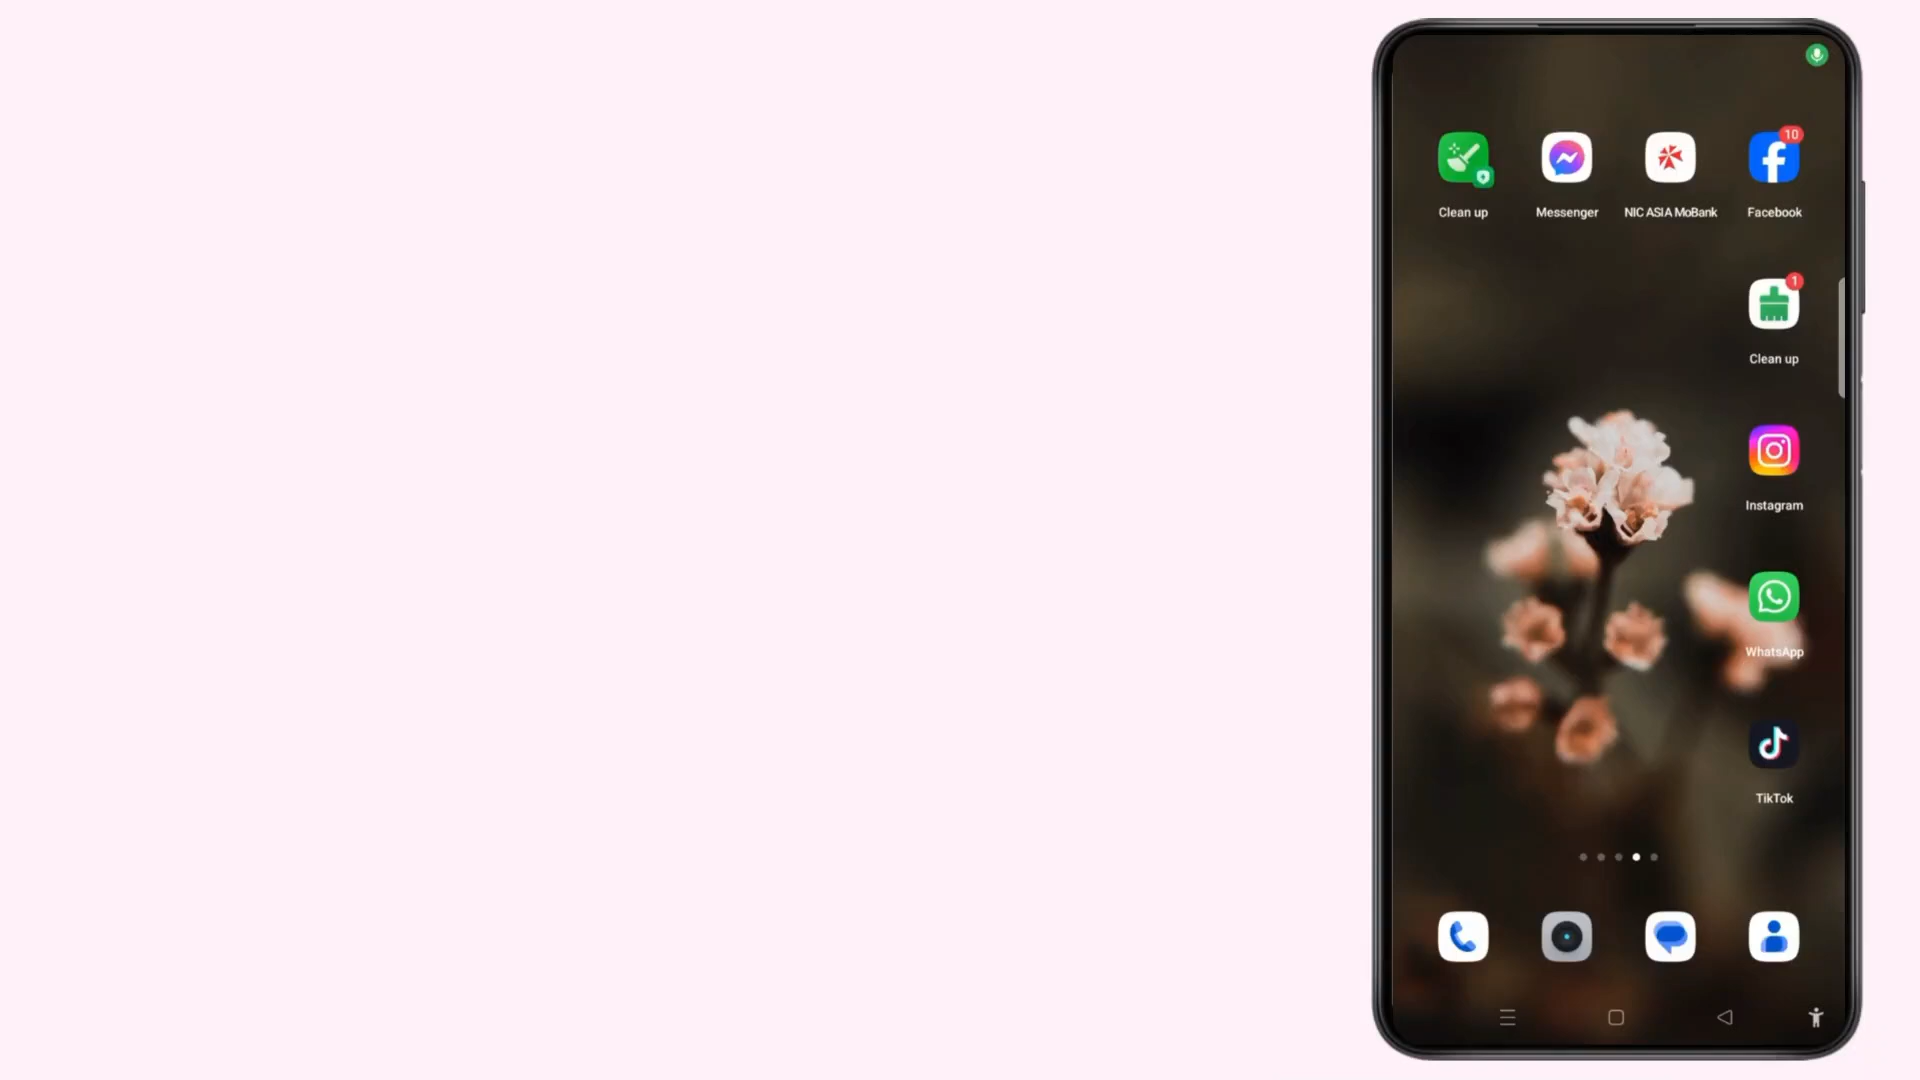 10
Clean up
Messenger
NIC ASIA MoBank
Facebook
1
Clean up
Instagram
WhatsApp
TikTok